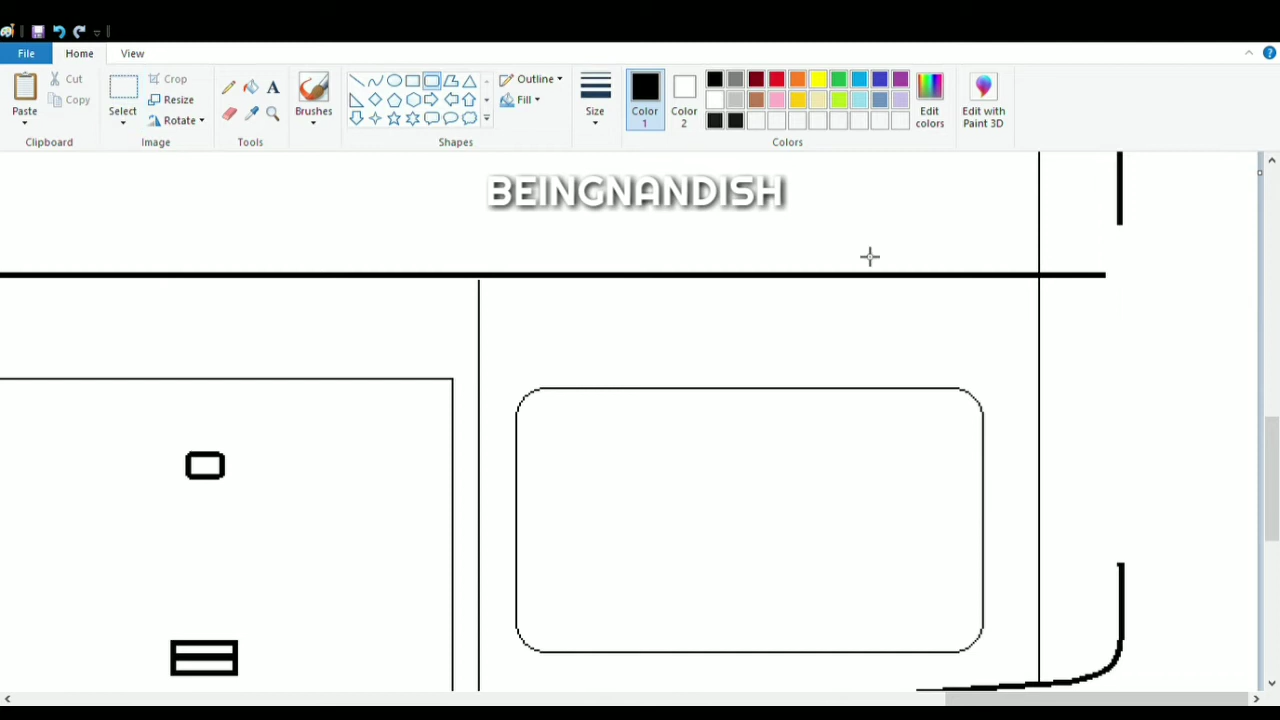 File Home View
Cut Crop Outline
Copy Resize Fill
Paste Select Rotate Brushes Size Color 1 Color 2 Edit colors Edit with Paint 3D
Clipboard Image Tools Shapes Colors
BEINGNANDISH